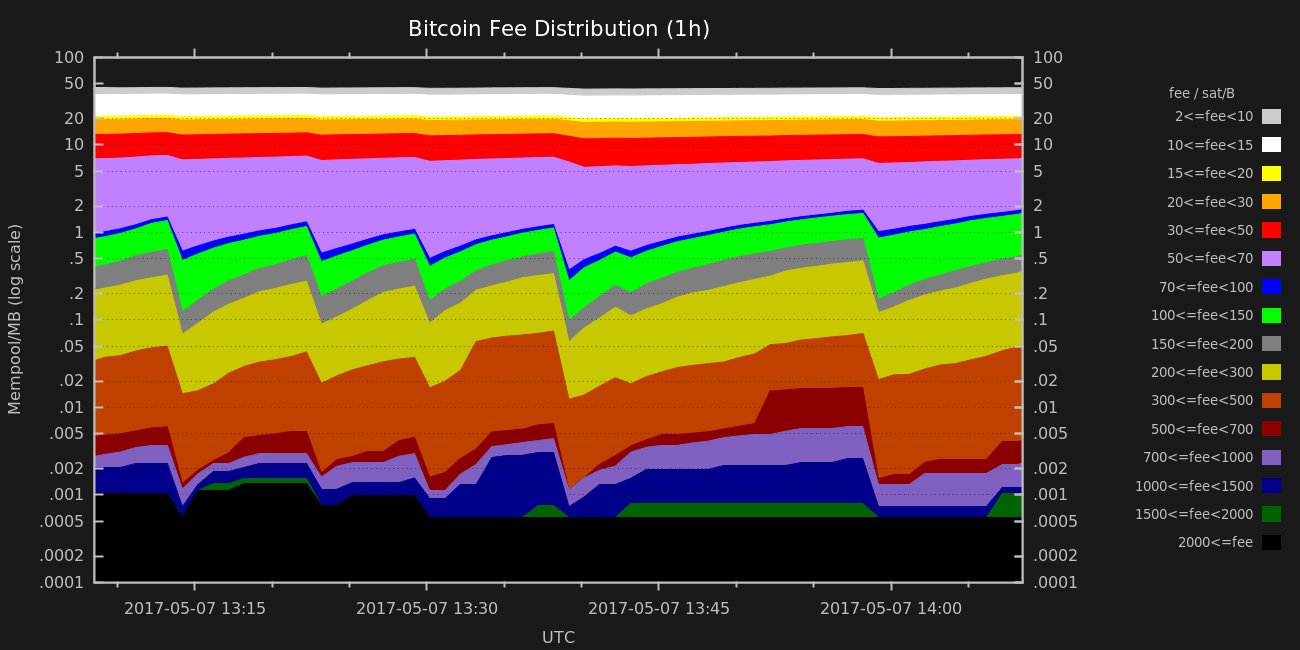 Bitcoin Fee Distribution (1h)
Mempool/MB (log scale)
100
50
20
10
5
2
1
.5
.2
.1
.05
.02
.01
.005
.002
.001
.0005
.0002
.0001
100
50
20
10
5
2
1
.5
.2
.1
.05
.02
.01
.005
.002
.001
.0005
.0002
.0001
2017-05-07 13:15
2017-05-07 13:30
2017-05-07 13:45
2017-05-07 14:00
UTC
fee / sat/B
2<=fee<10
10<=fee<15
15<=fee<20
20<=fee<30
30<=fee<50
50<=fee<70
70<=fee<100
100<=fee<150
150<=fee<200
200<=fee<300
300<=fee<500
500<=fee<700
700<=fee<1000
1000<=fee<1500
1500<=fee<2000
2000<=fee